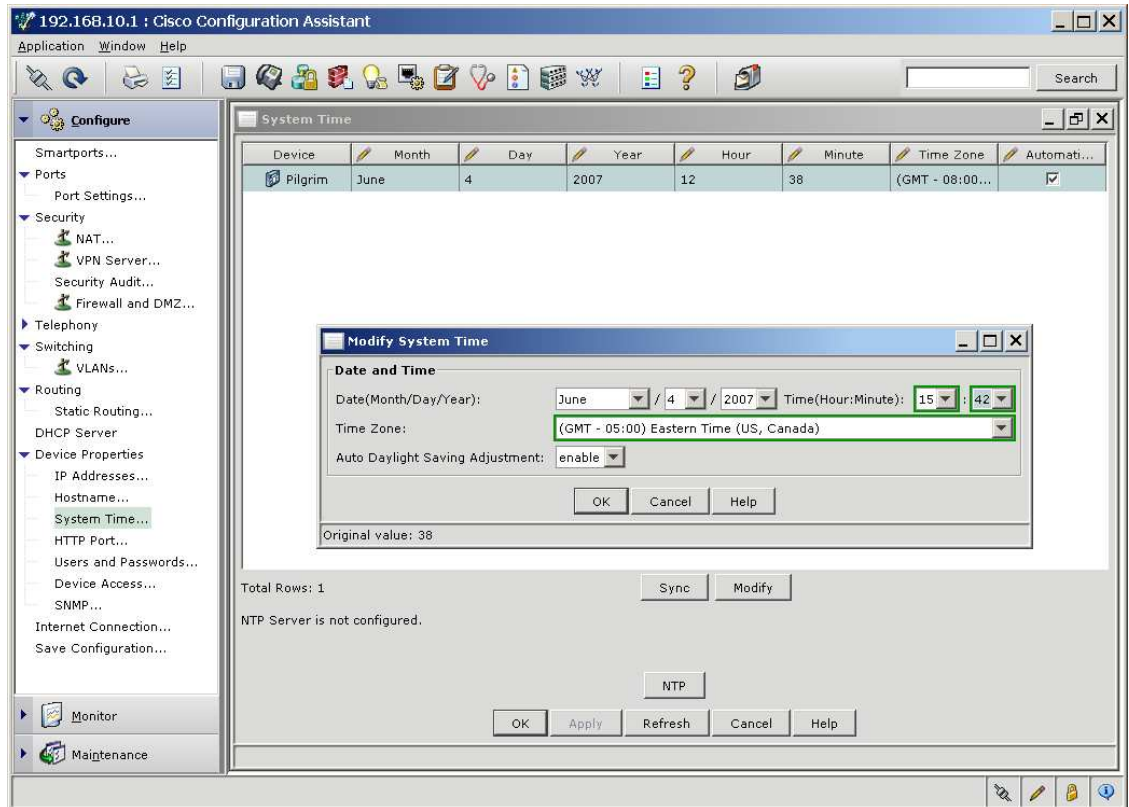 192.168.10.1 : Cisco Configuration Assistant
Application Window Help
Search
Configure
Smartports...
Ports
Port Settings...
Security
NAT...
VPN Server...
Security Audit...
Firewall and DMZ...
Telephony
Switching
VLANs...
Routing
Static Routing...
DHCP Server
Device Properties
IP Addresses...
Hostname...
System Time...
HTTP Port...
Users and Passwords...
Device Access...
SNMP...
Internet Connection...
Save Configuration...
Monitor
Maintenance
System Time
Device Month Day Year Hour Minute Time Zone Automati...
Pilgrim June 4 2007 12 38 (GMT - 08:00...
Modify System Time
Date and Time
Date(Month/Day/Year): June / 4 / 2007 Time(Hour:Minute): 15 : 42
Time Zone: (GMT - 05:00) Eastern Time (US, Canada)
Auto Daylight Saving Adjustment: enable
OK Cancel Help
Original value: 38
Total Rows: 1 Sync Modify
NTP Server is not configured.
NTP
OK Apply Refresh Cancel Help